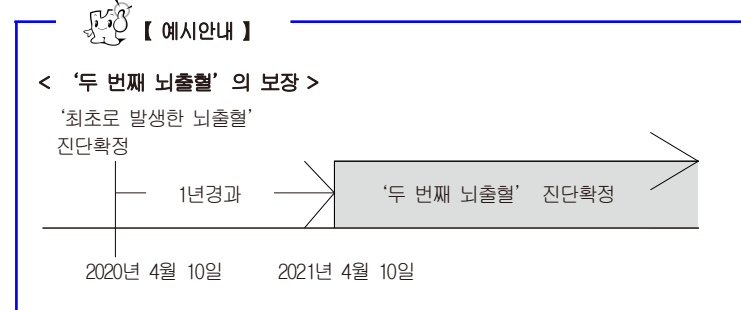 【 예시안내 】
< ‘두 번째 뇌출혈’ 의 보장 >
‘최초로 발생한 뇌출혈’
진단확정
1년경과
‘두 번째 뇌출혈’ 진단확정
2020년 4월 10일
2021년 4월 10일